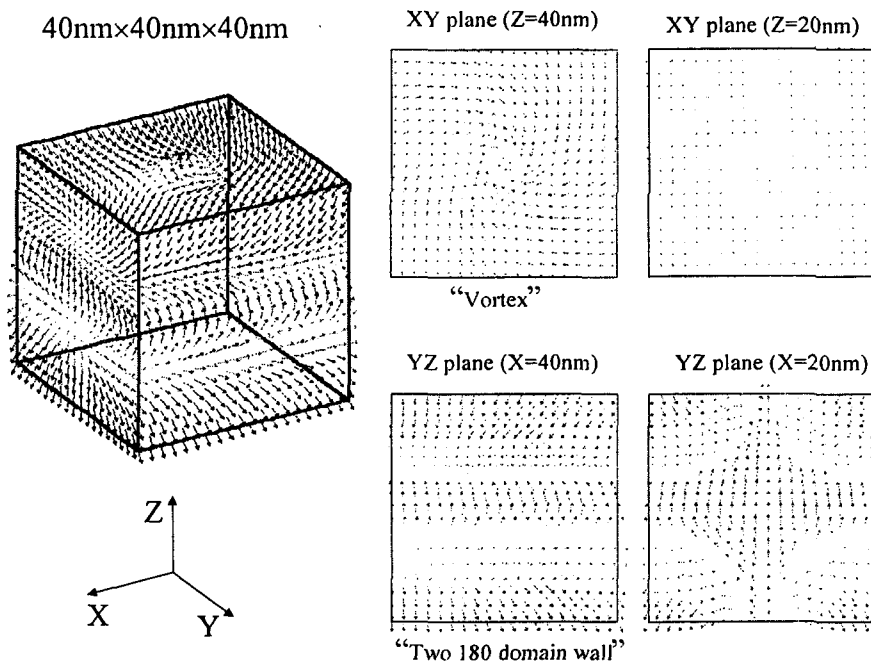 40nm×40nm×40nm
XY plane (Z=40nm)
XY plane (Z=20nm)
"Vortex"
YZ plane (X=40nm)
YZ plane (X=20nm)
"Two 180 domain wall"
Z
X
Y